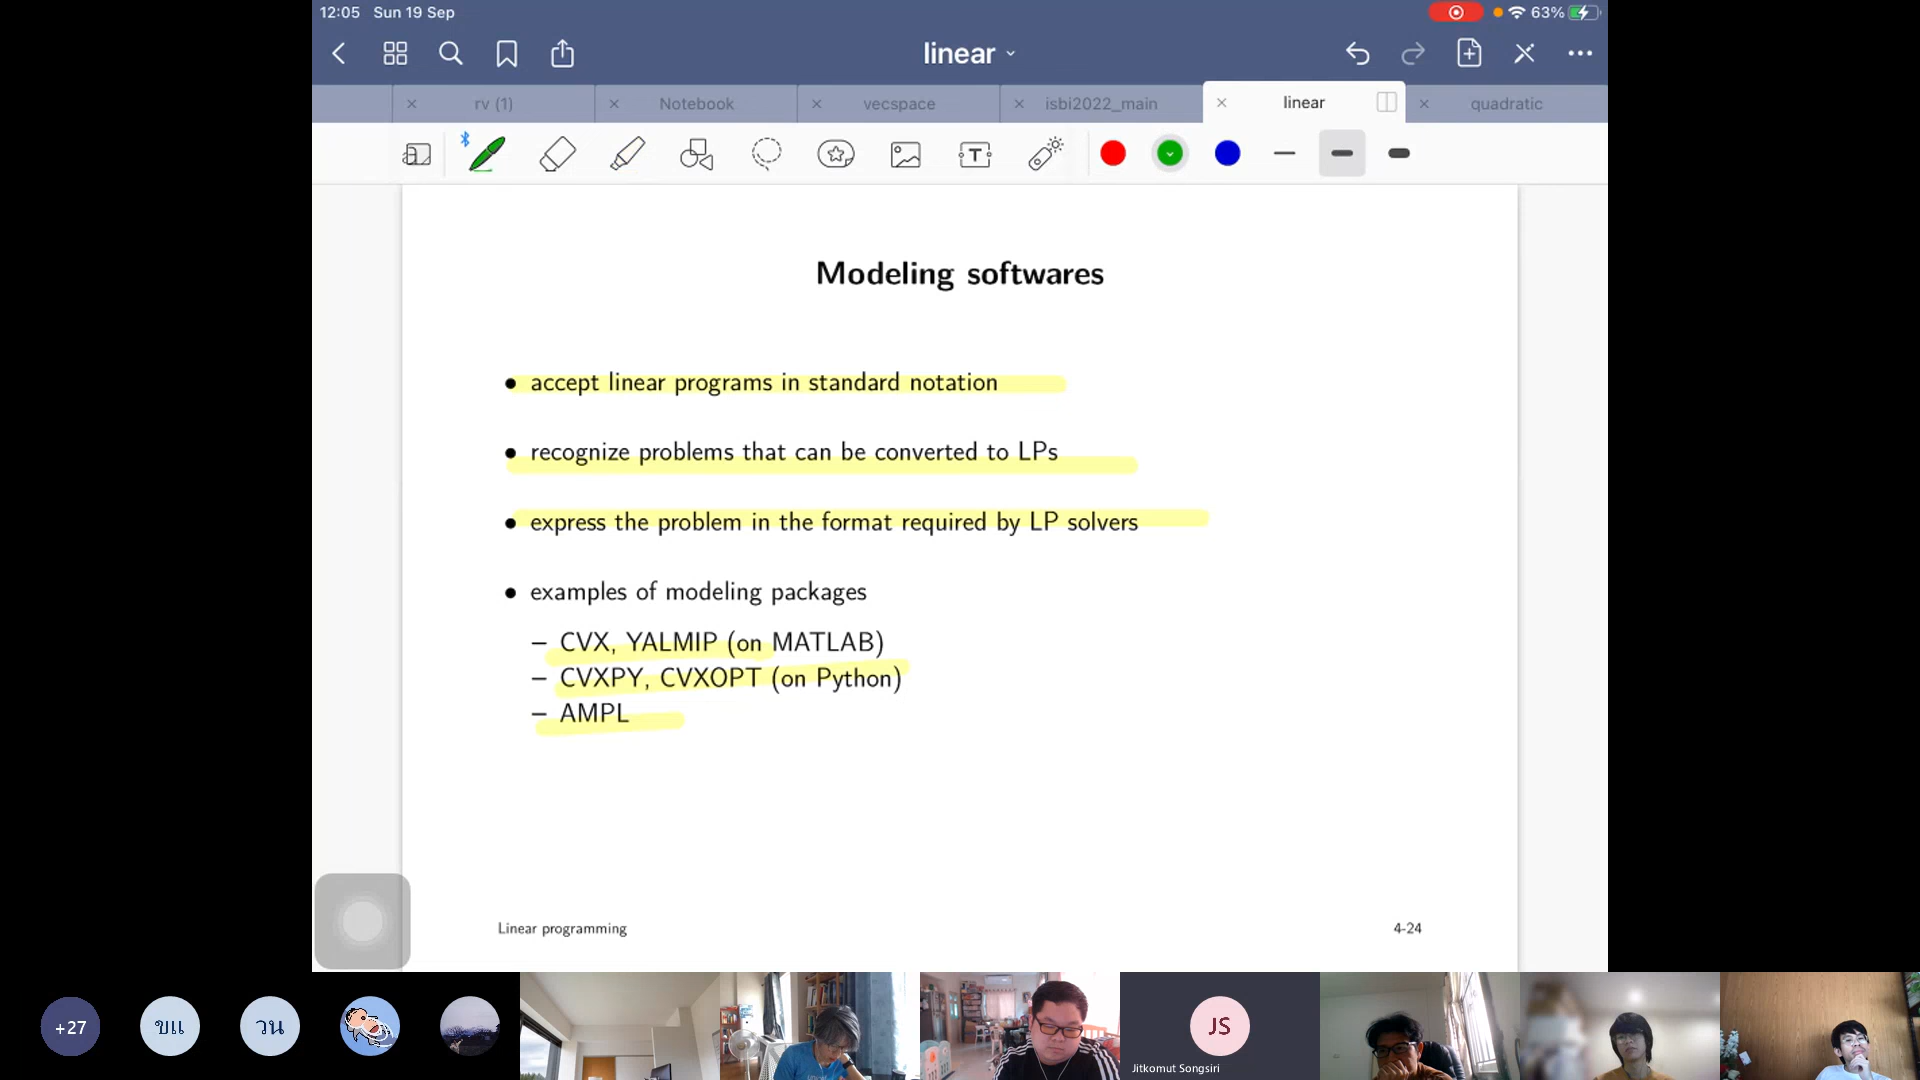 12:05 Sun 19 Sep
63%
linear
rv (1)
Notebook
vecspace
isbi2022_main
linear
quadratic
Modeling softwares
• accept linear programs in standard notation
• recognize problems that can be converted to LPs
• express the problem in the format required by LP solvers
• examples of modeling packages
– CVX, YALMIP (on MATLAB)
– CVXPY, CVXOPT (on Python)
– AMPL
Linear programming
4-24
+27
ขแ
วน
JS
Jitkomut Songsiri